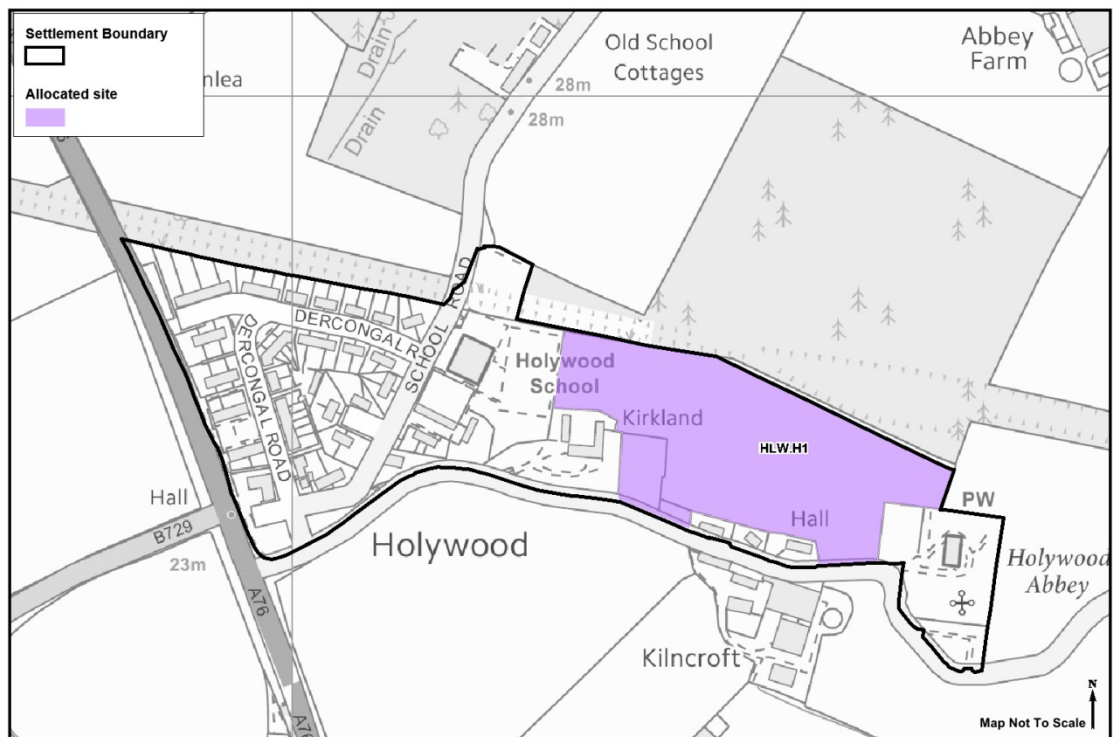 Settlement Boundary
Allocated site
nlea
Drain
Drain
Old School
Cottages
28m
28m
Abbey
Farm
SCHOOL ROAD
DERCONGAL R
DERCONGAL ROAD
Holywood
School
Kirkland
HLW.H1
PW
Hall
Hall
B729
23m
A76
A76
Holywood
Holywood
Abbey
Kilncroft
N
Map Not To Scale